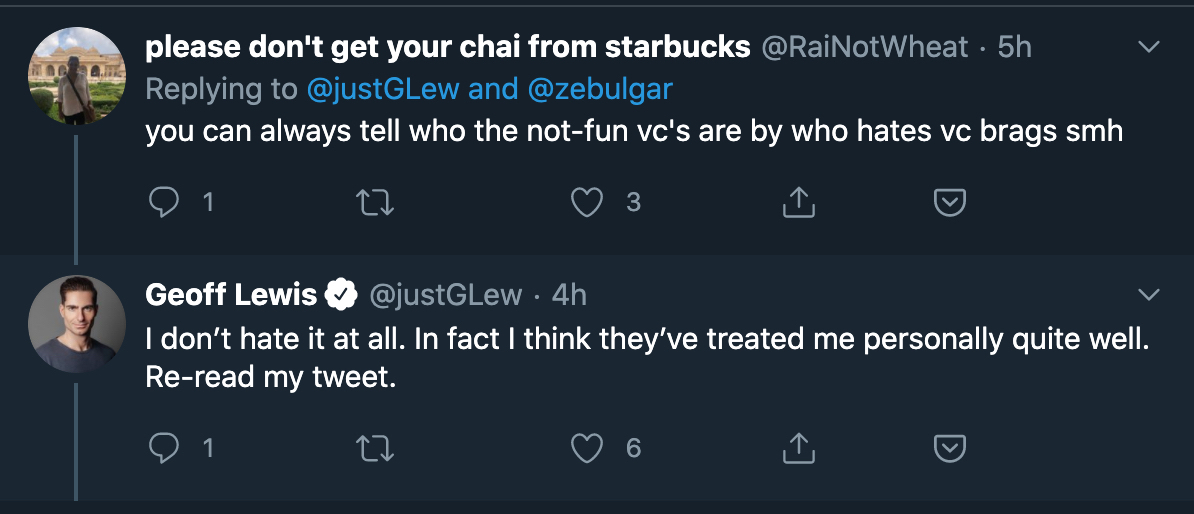 please don't get your chai from starbucks @RaiNotWheat · 5h
Replying to @justGLew and @zebulgar
you can always tell who the not-fun vc's are by who hates vc brags smh
1 3
Geoff Lewis @justGLew · 4h
I don’t hate it at all. In fact I think they’ve treated me personally quite well.
Re-read my tweet.
1 6